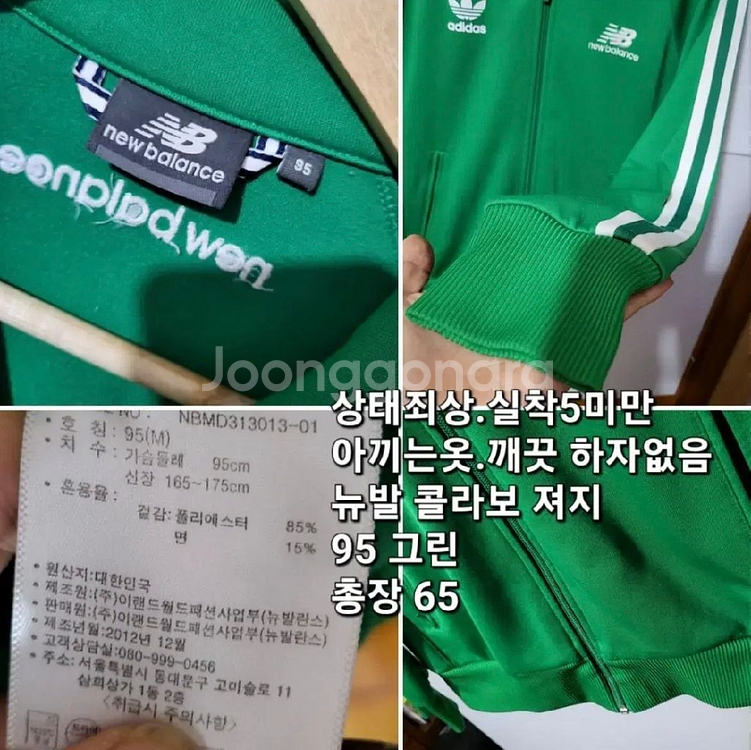 adidas
new balance
NB
new balance
95
new balance
Joonggonara
NO: NBMD313013-01
• 호 칭: 95(M)
• 치 수: 가슴둘레 95cm
신장 165~175cm
• 혼용율:
겉감: 폴리에스터 85%
면 15%
• 원산지:대한민국
• 제조원:(주)이랜드월드패션사업부(뉴발란스)
• 판매원:(주)이랜드월드패션사업부(뉴발란스)
• 제조년월:2012년 12월
• 고객상담실:080-999-0456
• 주소: 서울특별시 동대문구 고미술로 11
삼희상가 1동 2층
<취급시 주의사항>
상태죄상.실착5미만
아끼는옷.깨끗 하자없음
뉴발 콜라보 져지
95 그린
총장 65